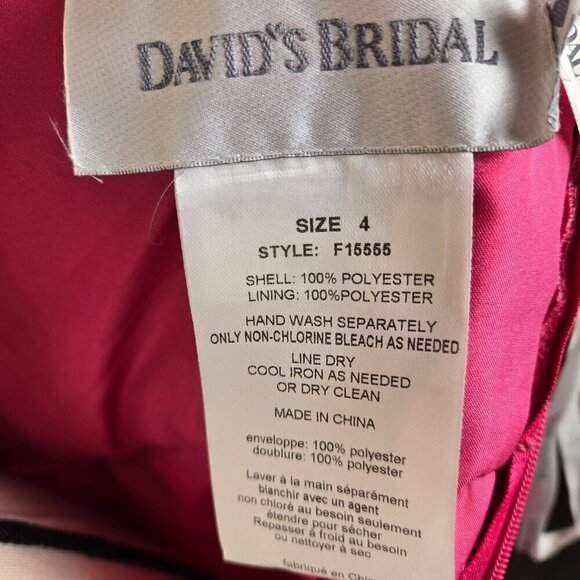 DAVID'S BRIDAL
SIZE 4
STYLE: F15555
SHELL: 100% POLYESTER
LINING: 100%POLYESTER
HAND WASH SEPARATELY
ONLY NON-CHLORINE BLEACH AS NEEDED
LINE DRY
COOL IRON AS NEEDED
OR DRY CLEAN
MADE IN CHINA
enveloppe: 100% polyester
doublure: 100% polyester
Laver à la main séparément
blanchir avec un agent
non chloré au besoin seulement
étendre pour sécher
Repasser à froid au besoin
ou nettoyer à sec
fabriqué en Chine